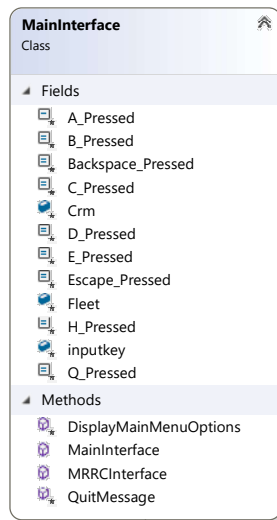 MainInterface
Class
Fields
A_Pressed
B_Pressed
Backspace_Pressed
C_Pressed
Crm
D_Pressed
E_Pressed
Escape_Pressed
Fleet
H_Pressed
inputkey
Q_Pressed
Methods
DisplayMainMenuOptions
MainInterface
MRRCInterface
QuitMessage